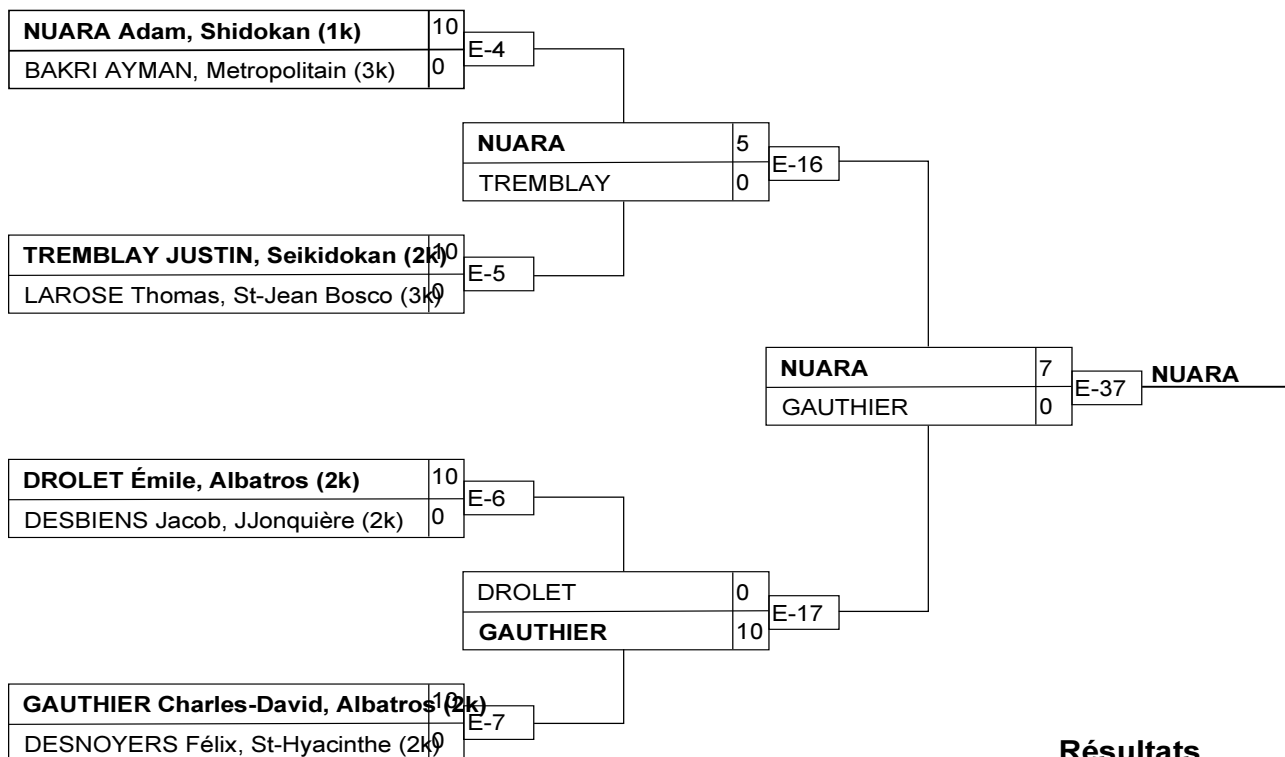 NUARA Adam, Shidokan (1k) 10
E-4
BAKRI AYMAN, Metropolitain (3k) 0
NUARA 5
E-16
TREMBLAY 0
TREMBLAY JUSTIN, Seikidokan (2k) 10
E-5
LAROSE Thomas, St-Jean Bosco (3k) 0
NUARA 7
E-37 NUARA
GAUTHIER 0
DROLET Émile, Albatros (2k) 10
E-6
DESBIENS Jacob, JJonquière (2k) 0
DROLET 0
E-17
GAUTHIER 10
GAUTHIER Charles-David, Albatros (2k) 10
E-7
DESNOYERS Félix, St-Hyacinthe (2k) 0
Résultats